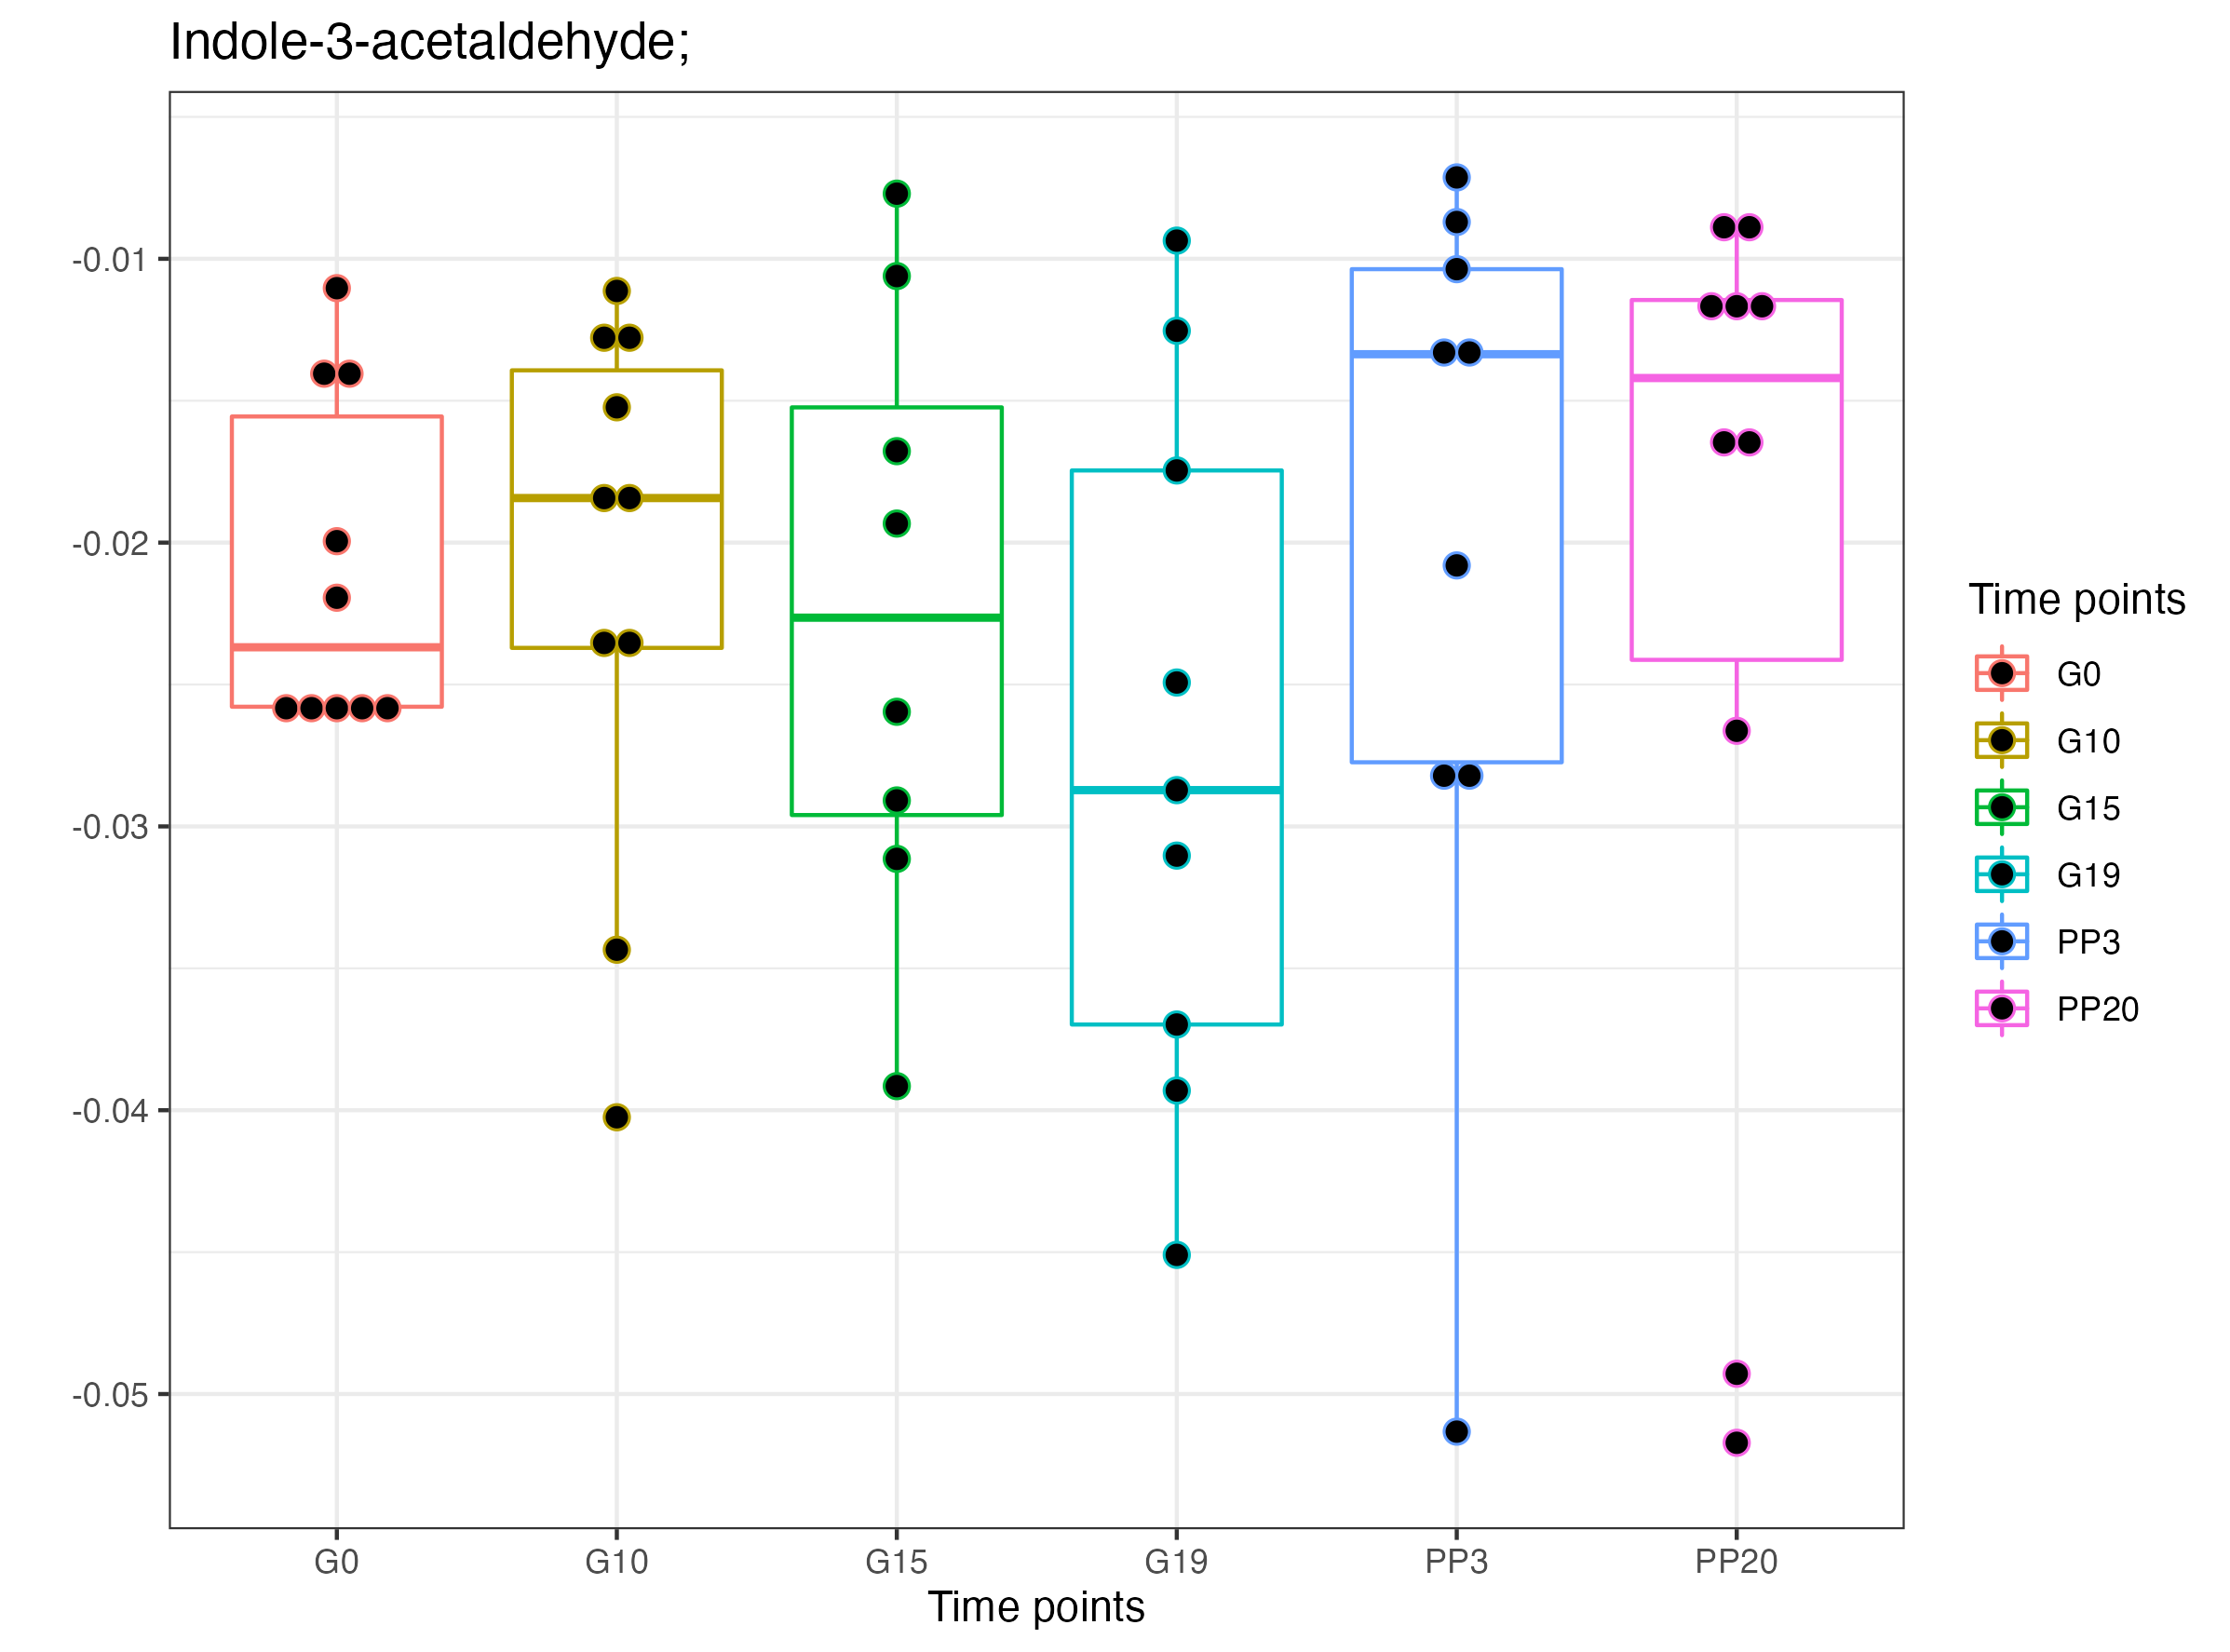 Indole-3-acetaldehyde;
-0.01
-0.02
-0.03
-0.04
-0.05
G0 G10 G15 G19 PP3 PP20
Time points
Time points
G0
G10
G15
G19
PP3
PP20